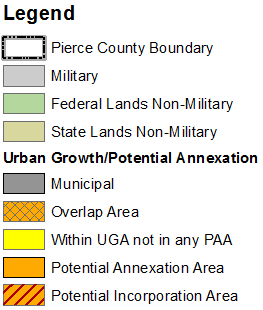 Legend
Pierce County Boundary
Military
Federal Lands Non-Military
State Lands Non-Military
Urban Growth/Potential Annexation
Municipal
Overlap Area
Within UGA not in any PAA
Potential Annexation Area
Potential Incorporation Area